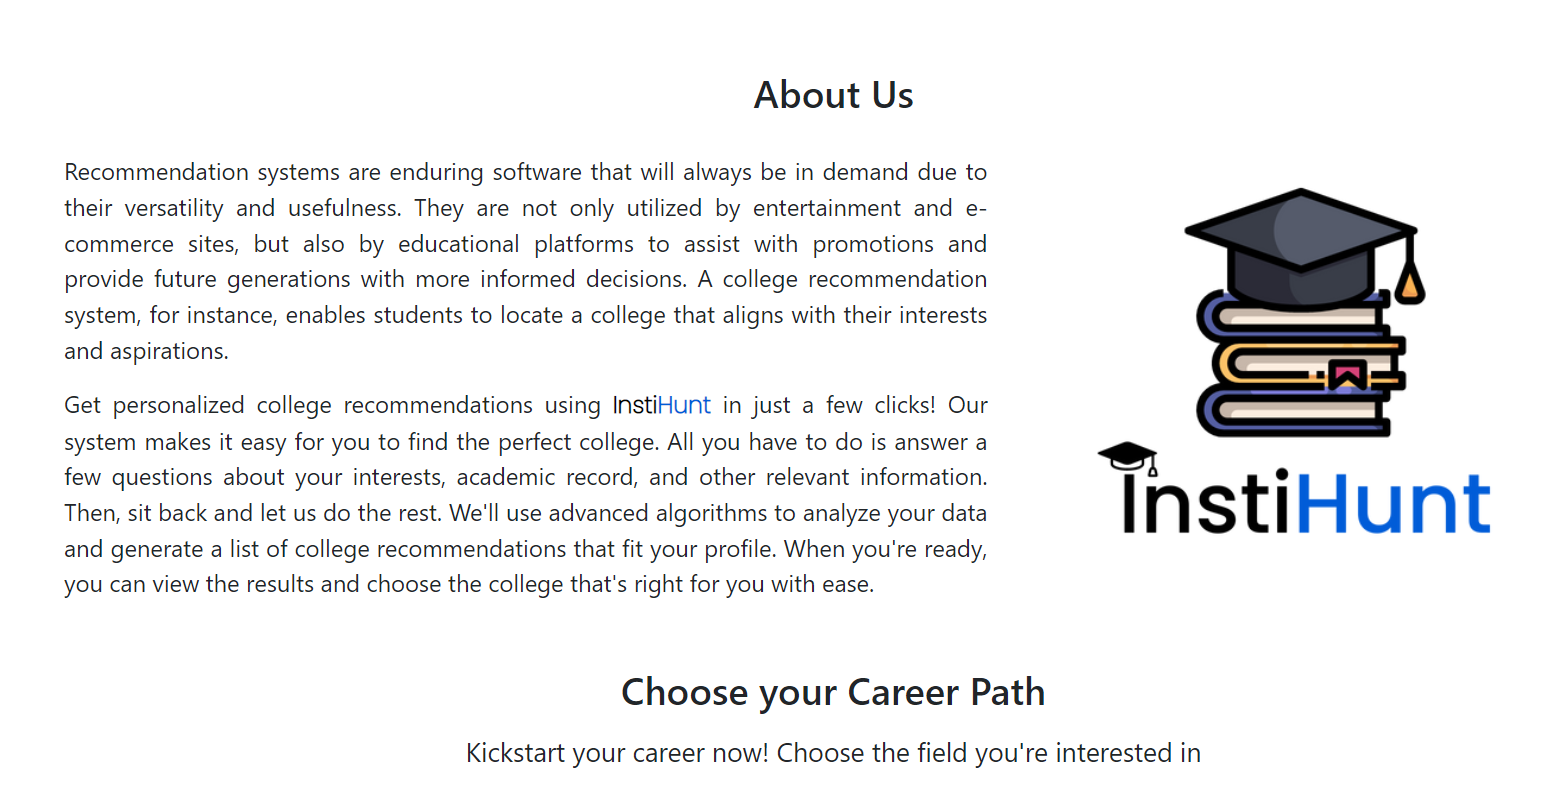 About Us
Recommendation systems are enduring software that will always be in demand due to
their versatility and usefulness. They are not only utilized by entertainment and e-
commerce sites, but also by educational platforms to assist with promotions and
provide future generations with more informed decisions. A college recommendation
system, for instance, enables students to locate a college that aligns with their interests
and aspirations.
Get personalized college recommendations using InstiHunt in just a few clicks! Our
system makes it easy for you to find the perfect college. All you have to do is answer a
few questions about your interests, academic record, and other relevant information.
Then, sit back and let us do the rest. We'll use advanced algorithms to analyze your data
and generate a list of college recommendations that fit your profile. When you're ready,
you can view the results and choose the college that's right for you with ease.
InstiHunt
Choose your Career Path
Kickstart your career now! Choose the field you're interested in